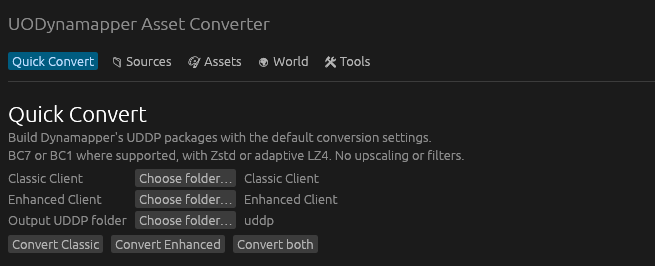 UODynamapper Asset Converter
Quick Convert Sources Assets World Tools
Quick Convert
Build Dynamapper's UDDP packages with the default conversion settings.
BC7 or BC1 where supported, with Zstd or adaptive LZ4. No upscaling or filters.
Classic Client Choose folder... Classic Client
Enhanced Client Choose folder... Enhanced Client
Output UDDP folder Choose folder... uddp
Convert Classic Convert Enhanced Convert both